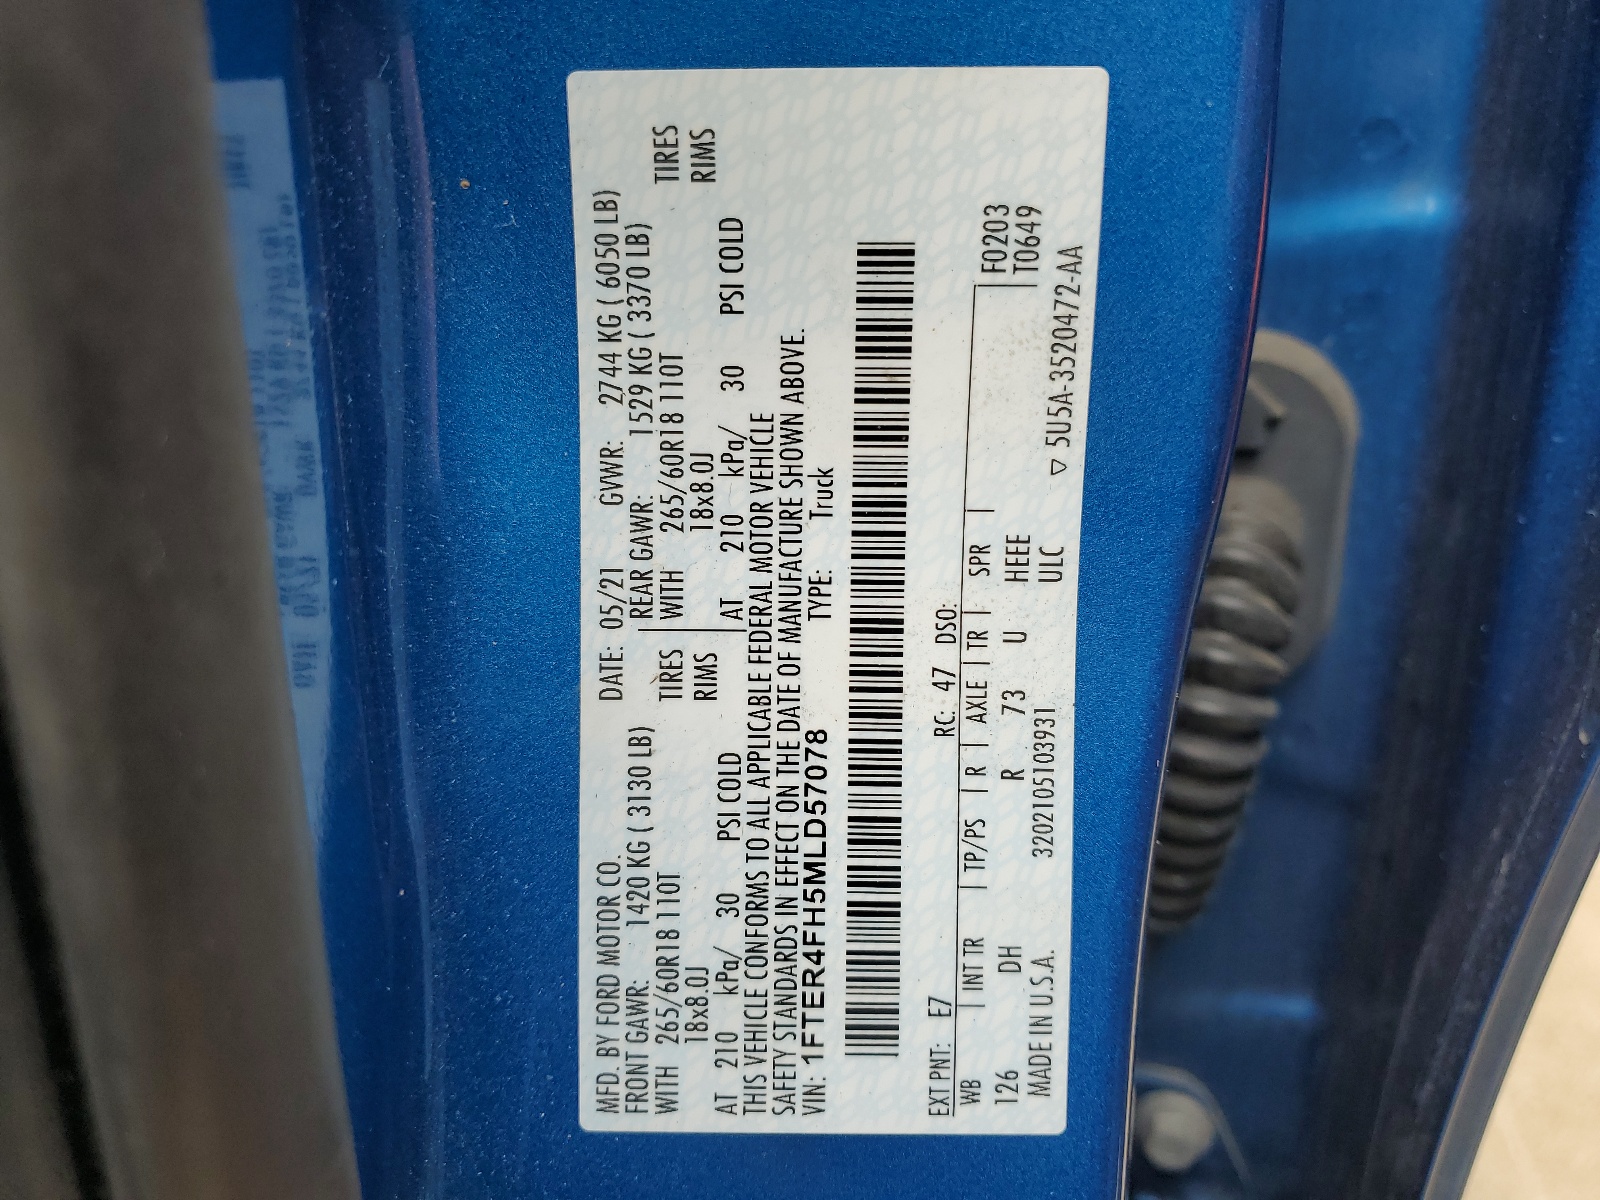 MFD. BY FORD MOTOR CO. DATE: 05/21 GVWR: 2744 KG ( 6050 LB)
FRONT GAWR: 1420 KG ( 3130 LB) REAR GAWR: 1529 KG ( 3370 LB)
WITH 265/60R18 110T TIRES WITH 265/60R18 110T TIRES
18x8.0J RIMS 18x8.0J RIMS
AT 210 kPa/ 30 PSI COLD AT 210 kPa/ 30 PSI COLD
THIS VEHICLE CONFORMS TO ALL APPLICABLE FEDERAL MOTOR VEHICLE
SAFETY STANDARDS IN EFFECT ON THE DATE OF MANUFACTURE SHOWN ABOVE.
VIN: 1FTER4FH5MLD57078 TYPE: Truck
EXT PNT: E7 RC: 47 DSO:
WB | INT TR | TP/PS | R | AXLE | TR | SPR | F0203
126 DH R 73 U HEEE T0649
MADE IN U.S.A. 3202105103931 ULC ▽ 5U5A-3520472-AA